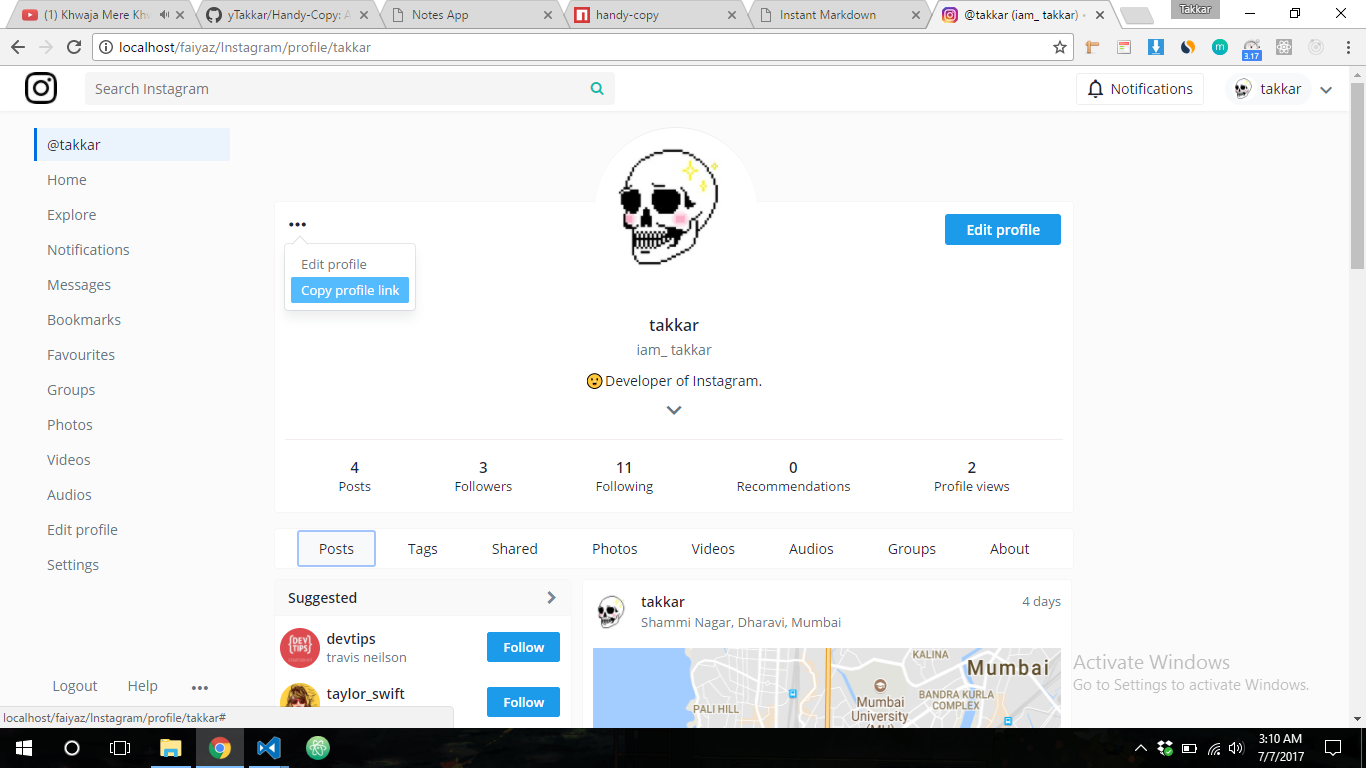 (1) Khwaja Mere Khw
yTakkar/Handy-Copy: A
Notes App
handy-copy
Instant Markdown
@takkar (iam_ takkar) •
Takkar
localhost/faiyaz/Instagram/profile/takkar
3.17
Search Instagram
Notifications
takkar
@takkar
Home
Explore
Notifications
Messages
Bookmarks
Favourites
Groups
Photos
Videos
Audios
Edit profile
Settings
Logout
Help
Edit profile
Copy profile link
Edit profile
takkar
iam_ takkar
😮Developer of Instagram.
4
Posts
3
Followers
11
Following
0
Recommendations
2
Profile views
Posts
Tags
Shared
Photos
Videos
Audios
Groups
About
Suggested
{DEV
TIPS}
devtips
travis neilson
Follow
taylor_swift
Follow
takkar
4 days
Shammi Nagar, Dharavi, Mumbai
KALINA
Mumbai
PALI HILL
Mumbai
University
(MU)
BANDRA KURLA
COMPLEX
Activate Windows
Go to Settings to activate Windows.
localhost/faiyaz/Instagram/profile/takkar#
3:10 AM
7/7/2017